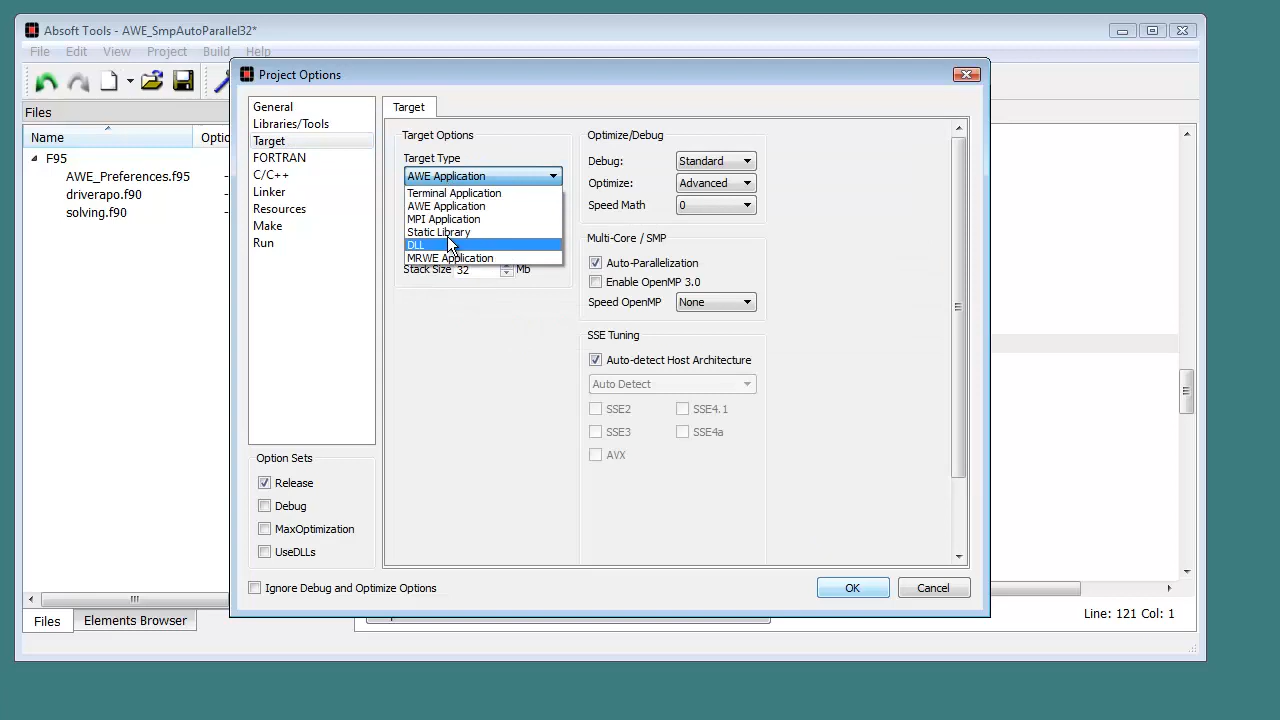 Absoft Tools - AWE_SmpAutoParallel32*
File Edit View Project Build Help
Files
Name Optic
F95
AWE_Preferences.f95
driverapo.f90
solving.f90
Files
Elements Browser
Line: 121 Col: 1
Project Options
General
Libraries/Tools
Target
FORTRAN
C/C++
Linker
Resources
Make
Run
Option Sets
Release
Debug
MaxOptimization
UseDLLs
Ignore Debug and Optimize Options
Target
Target Options
Target Type
AWE Application
Terminal Application
AWE Application
MPI Application
Static Library
DLL
MRWE Application
Stack Size 32 Mb
Optimize/Debug
Debug: Standard
Optimize: Advanced
Speed Math 0
Multi-Core / SMP
Auto-Parallelization
Enable OpenMP 3.0
Speed OpenMP None
SSE Tuning
Auto-detect Host Architecture
Auto Detect
SSE2 SSE4.1
SSE3 SSE4a
AVX
OK Cancel